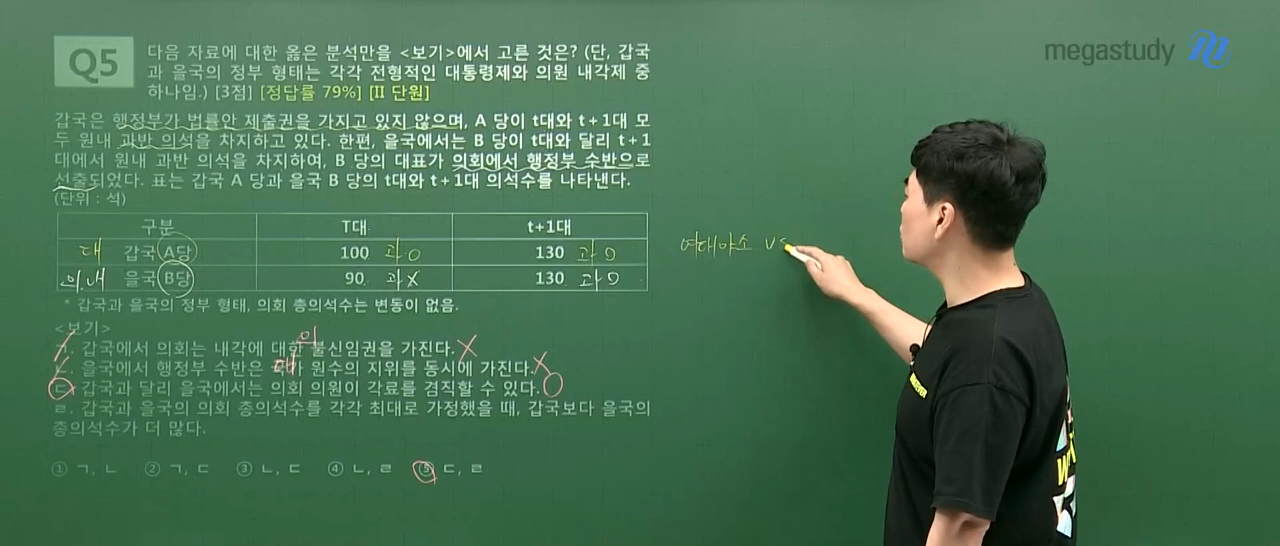 Q5
다음 자료에 대한 옳은 분석만을 <보기>에서 고른 것은? (단, 갑국
과 을국의 정부 형태는 각각 전형적인 대통령제와 의원 내각제 중
하나임.) [3점] [정답률 79%] [II 단원]
megastudy
갑국은 행정부가 법률안 제출권을 가지고 있지 않으며, A 당이 t대와 t+1대 모
두 원내 과반 의석을 차지하고 있다. 한편, 을국에서는 B 당이 t대와 달리 t+1
대에서 원내 과반 의석을 차지하여, B 당의 대표가 의회에서 행정부 수반으로
선출되었다. 표는 갑국 A 당과 을국 B 당의 t대와 t+1대 의석수를 나타낸다.
(단위 : 석)
구분 T대 t+1대
대 갑국 A당 100 과O 130 과O
의.내 을국 B당 90 과X 130 과O
여대야소 VS
* 갑국과 을국의 정부 형태, 의회 총의석수는 변동이 없음.
<보기>
의
ㄱ. 갑국에서 의회는 내각에 대한 불신임권을 가진다. X
대
ㄴ. 을국에서 행정부 수반은 국가 원수의 지위를 동시에 가진다. X
ㄷ. 갑국과 달리 을국에서는 의회 의원이 각료를 겸직할 수 있다. O
ㄹ. 갑국과 을국의 의회 총의석수를 각각 최대로 가정했을 때, 갑국보다 을국의
총의석수가 더 많다.
① ㄱ, ㄴ ② ㄱ, ㄷ ③ ㄴ, ㄷ ④ ㄴ, ㄹ ⑤ ㄷ, ㄹ